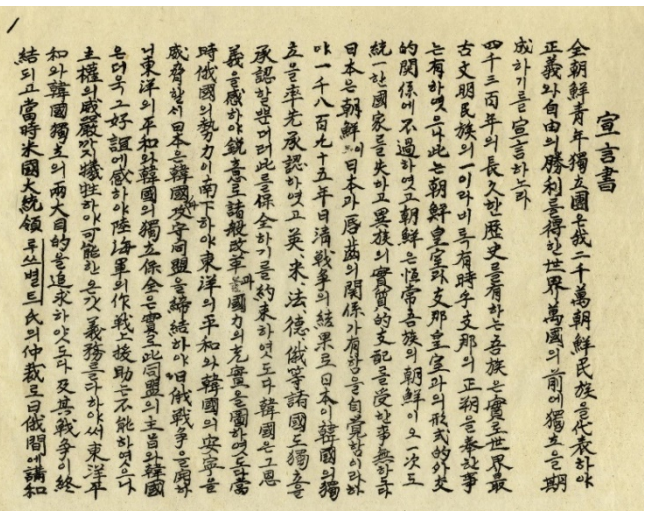 1
宣言書
全朝鮮青年獨立團은我二千萬朝鮮民族을代表하야
正義와自由의勝利를得한世界萬國의前에獨立을期
成하기를宣言하노라
四千三百年의長久한歷史를有하는吾族은實로世界最
古文明民族의一이라비록有時乎支那의正朔을奉한事
는有하엿으나此는朝鮮皇室과支那皇室과의形式的外交
的關係에不過하엿고朝鮮은恒常吾族의朝鮮이오一次도
統一한國家를失하고異族의實質的支配를受한事無하도다
日本은朝鮮이日本과唇齒의關係가有함을自覺함이라하
야一千八百九十五年日清戰爭의結果로日本이韓國의獨
立을率先承認하엿고英、米、法、德、俄等諸國도獨立을
承認할뿐더러此를保全하기를約束하엿도다韓國은그恩
義를感하야銳意로諸般改革과國力의充實을圖하엿도다當
時俄國의勢力이南下하야東洋의平和와韓國의安寧을
威脅할새日本은韓國과攻守同盟을締結하야日俄戰爭을開하
니東洋의平和와韓國의獨立保全은實로此同盟의主旨와韓國
은더욱그好誼에感하야陸海軍의作戰上援助는不能하엿으나
主權의威嚴까지犧牲하야可能한온갓義務를다하야써東洋平
和와韓國獨立의兩大目的을追求하얏도다及其戰爭이終
結되고當時米國大統領루쓰벨트氏의仲裁로日俄間에講和